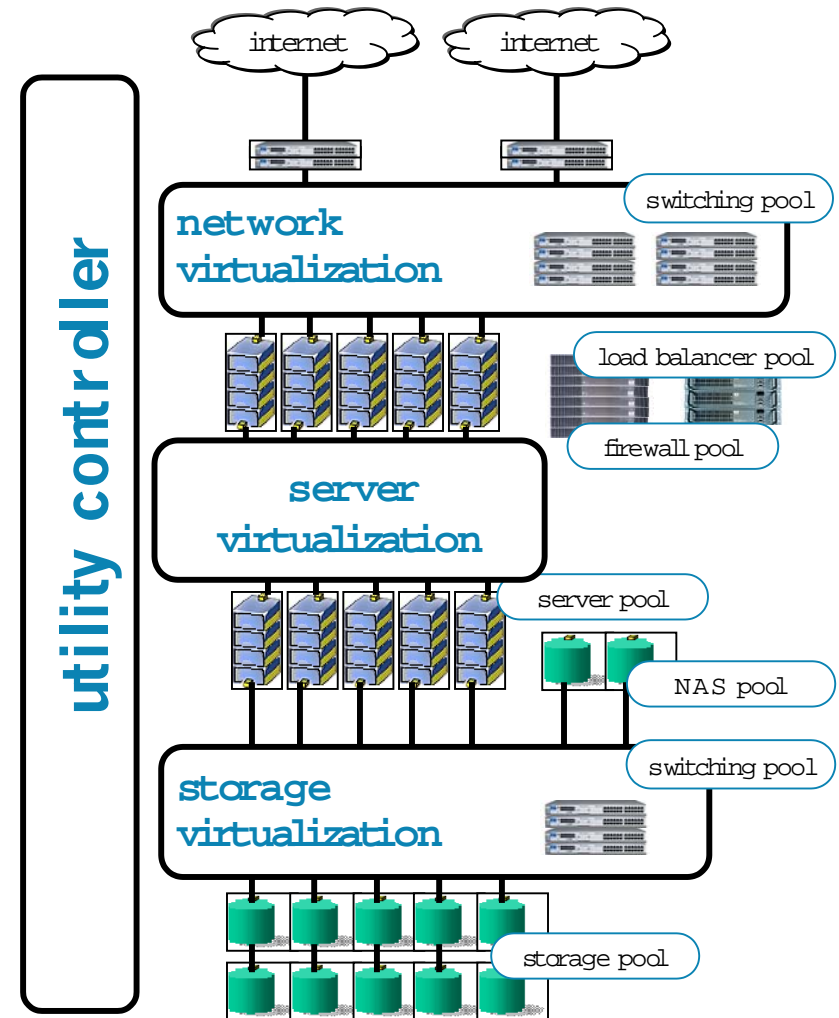 internet
internet
utility controller
switching pool
network
virtualization
load balancer pool
firewall pool
server
virtualization
server pool
NAS pool
switching pool
storage
virtualization
storage pool